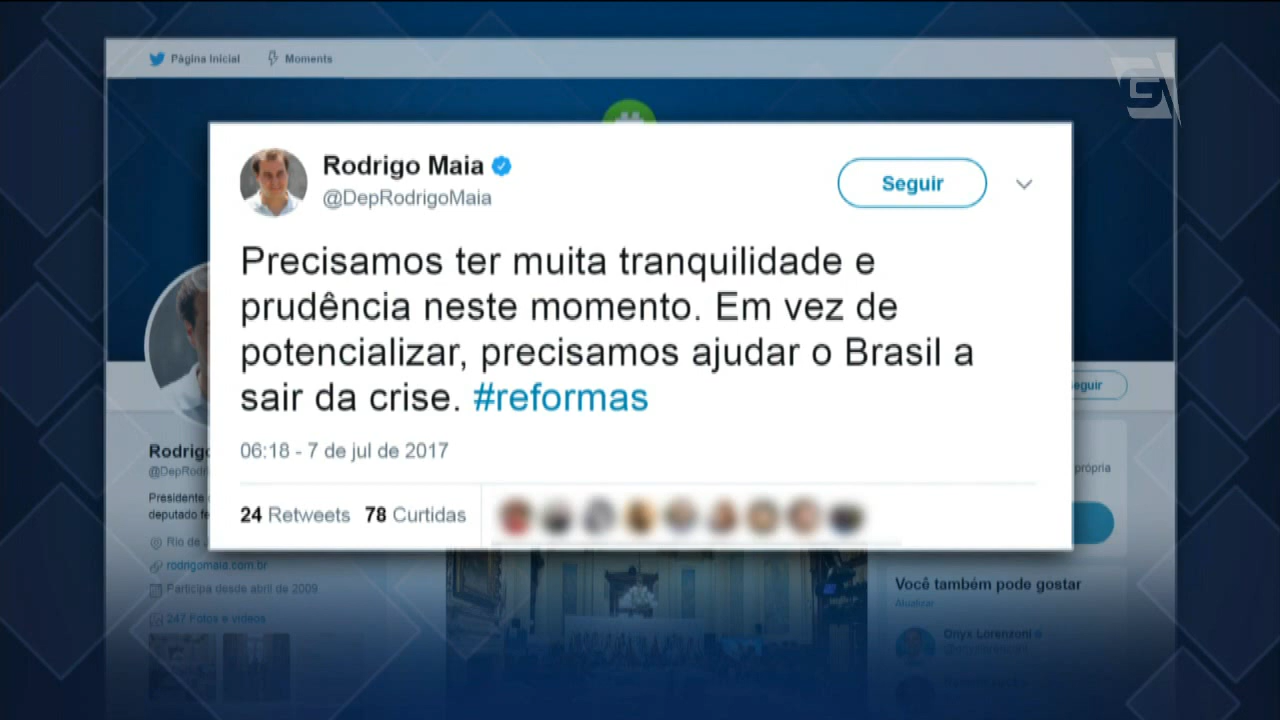 Página Inicial Moments
Rodrigo Maia
@DepRodrigoMaia
Seguir
Precisamos ter muita tranquilidade e
prudência neste momento. Em vez de
potencializar, precisamos ajudar o Brasil a
sair da crise. #reformas
06:18 - 7 de jul de 2017
24 Retweets 78 Curtidas
Rodrig
@DepRodri
Presidente
deputado fe
Rio de
rodrigomaia.com.br
Participa desde abril de 2009
247 Fotos e vídeos
eguir
própria
Você também pode gostar
Atualizar
Onyx Lorenzoni